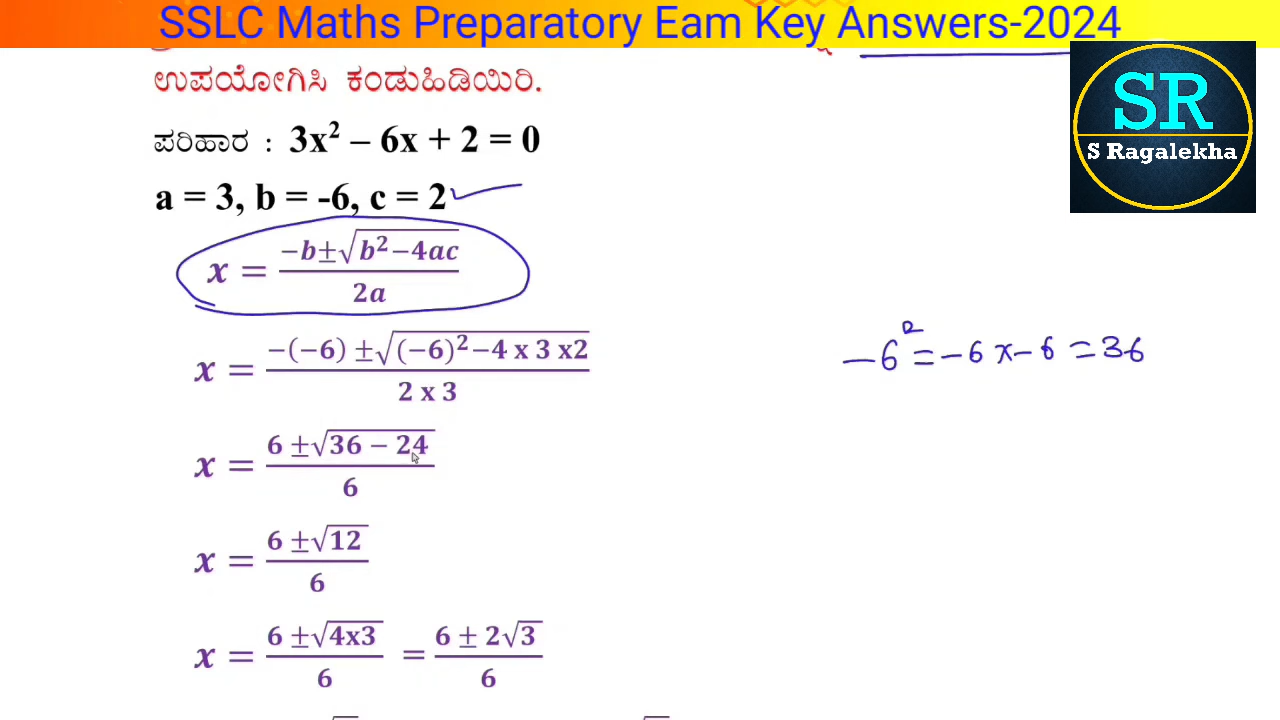 SSLC Maths Preparatory Eam Key Answers-2024
SR
S Ragalekha
ಉಪಯೋಗಿಸಿ ಕಂಡುಹಿಡಿಯಿರಿ.
ಪರಿಹಾರ : 3x² – 6x + 2 = 0
a = 3, b = -6, c = 2
x = (−b±√(b²−4ac))/(2a)
x = (−(−6) ±√((−6)²−4 x 3 x2))/(2 x 3)
−6² = −6 x − 6 = 36
x = (6 ±√(36 − 24))/6
x = (6 ±√12)/6
x = (6 ±√(4x3))/6 = (6 ± 2√3)/6